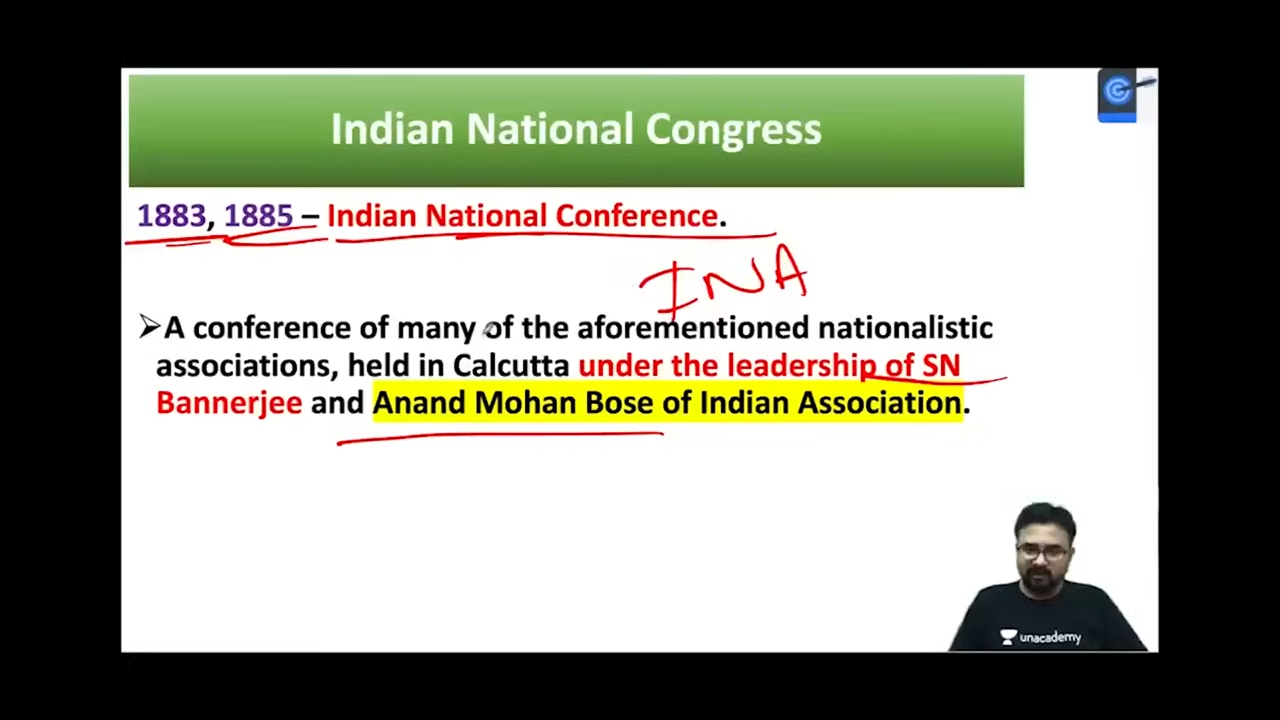 Indian National Congress
1883, 1885 – Indian National Conference.
INA
➢A conference of many of the aforementioned nationalistic
associations, held in Calcutta under the leadership of SN
Bannerjee and Anand Mohan Bose of Indian Association.
unacademy